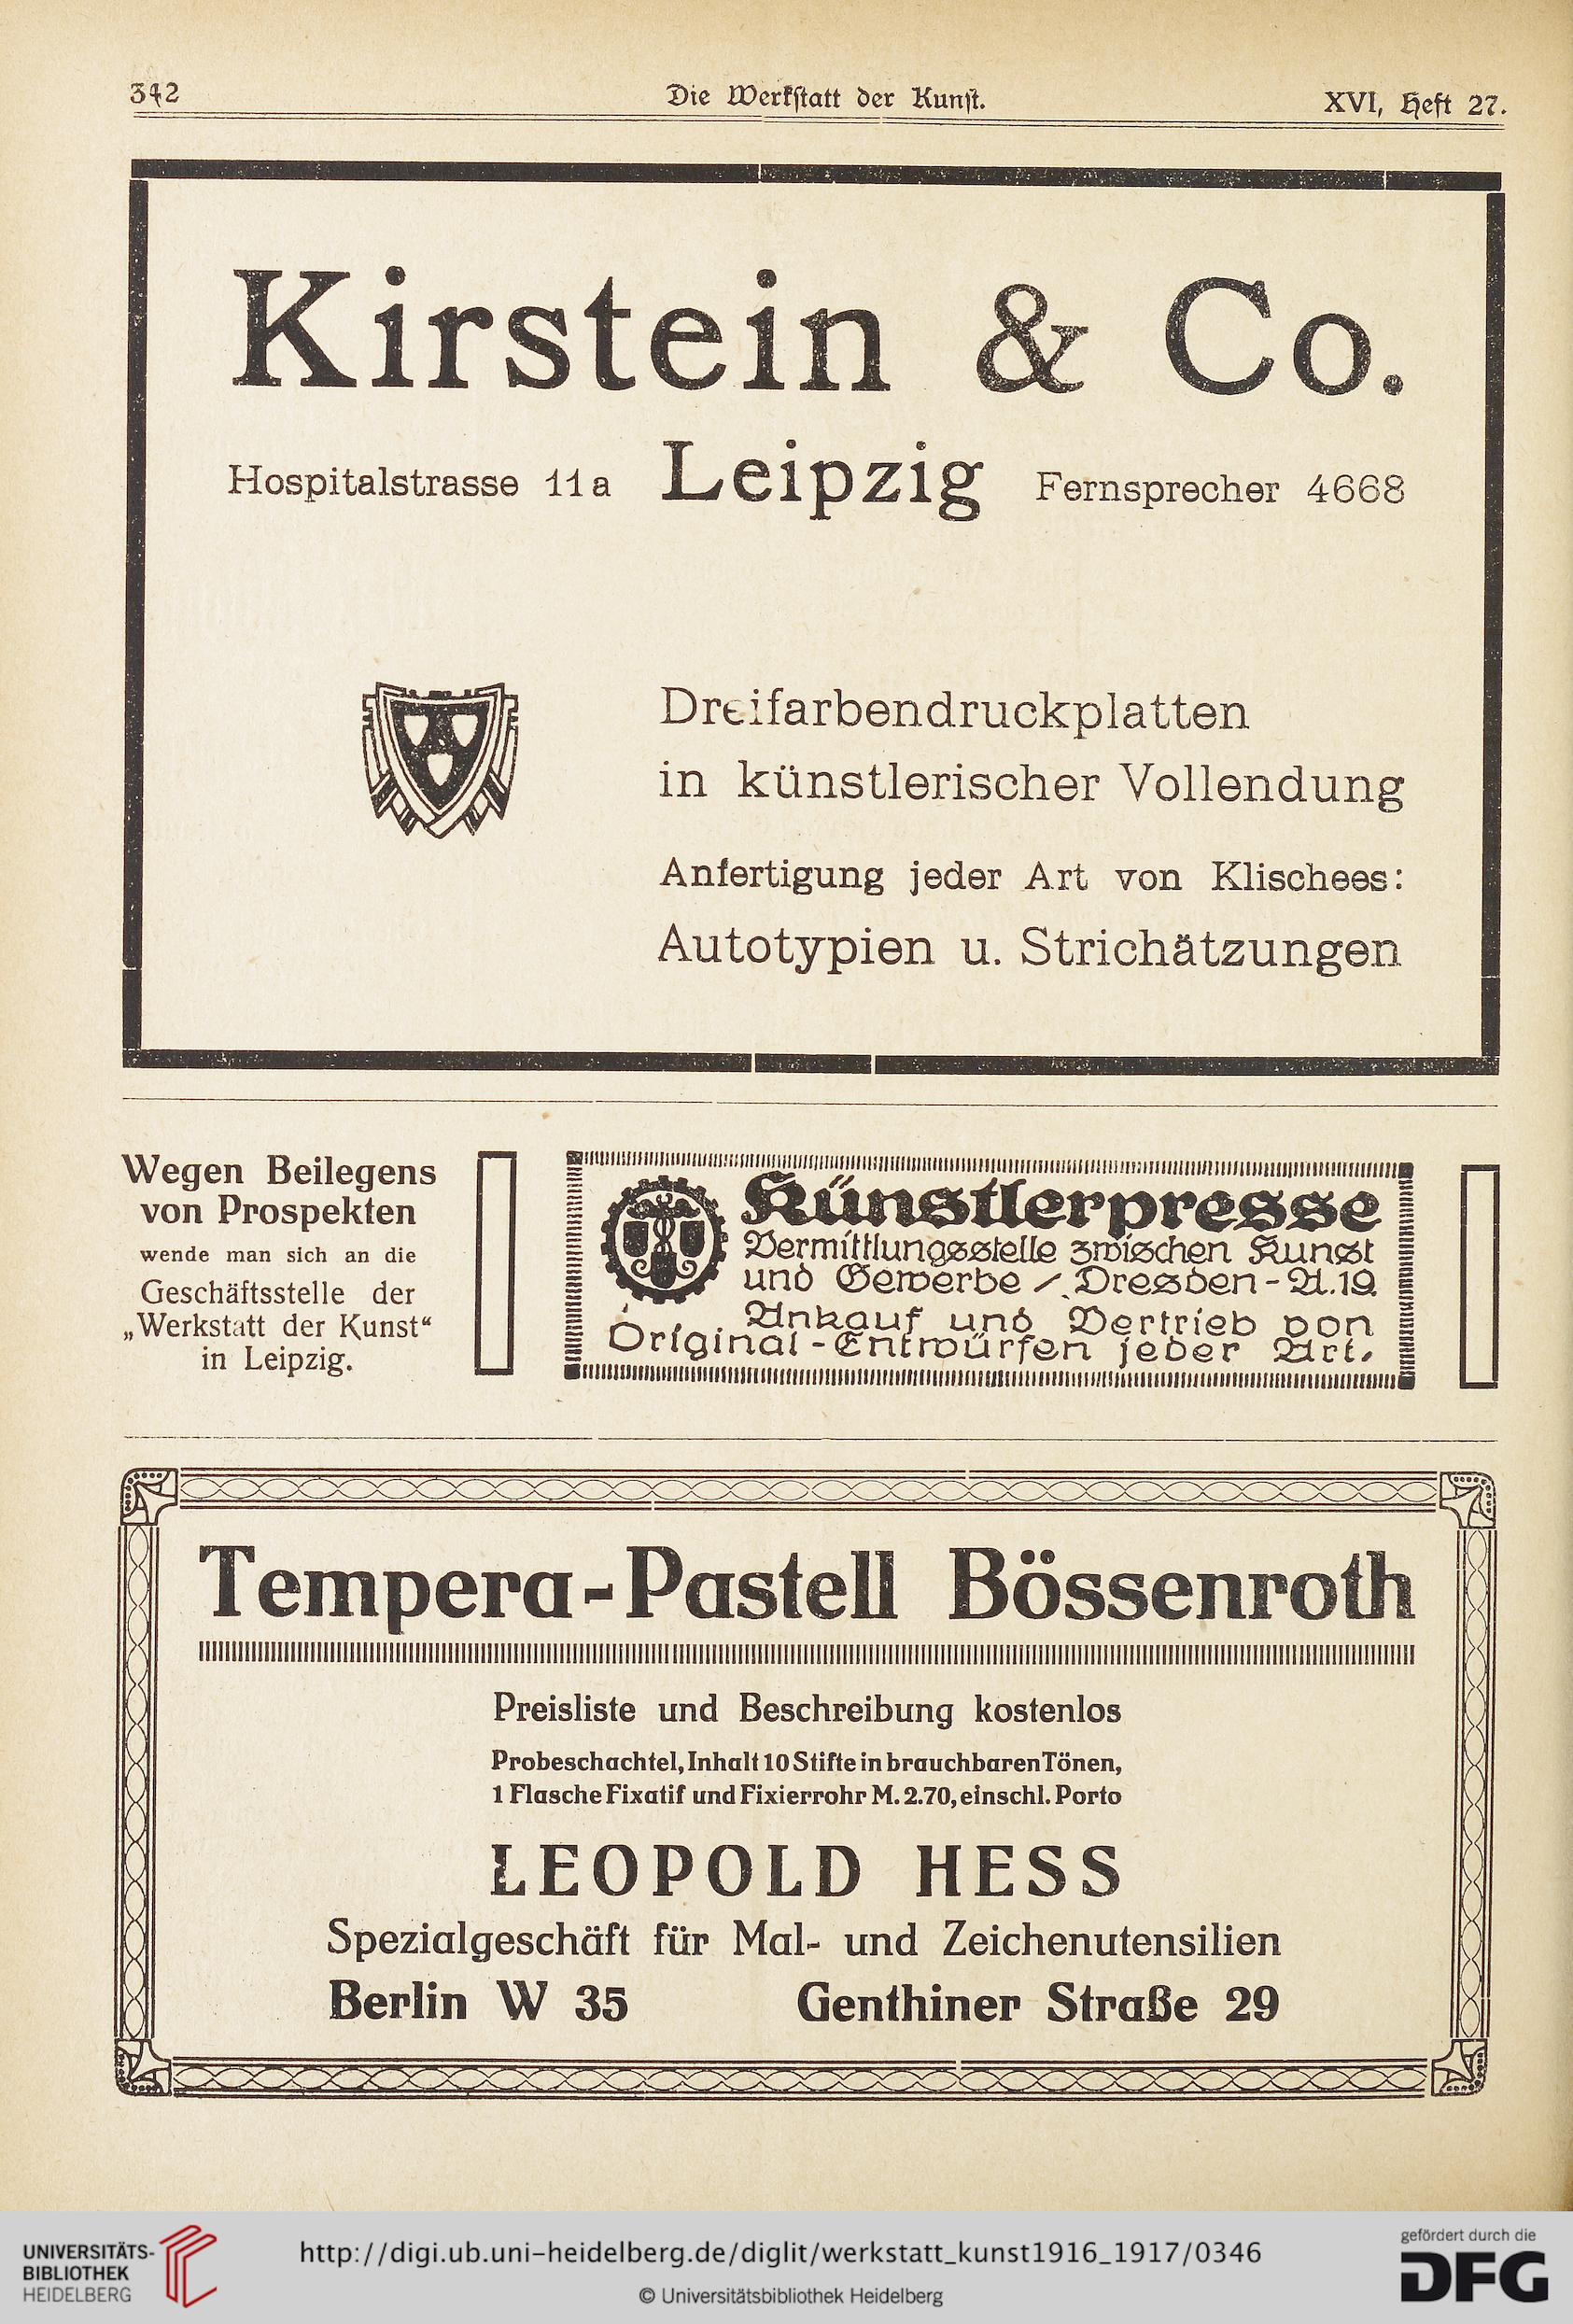 342
Die Werkstatt der Kunst.
XVI, Heft 27.
Kirstein & Co.
Hospitalstrasse 11a Leipzig Fernsprecher 4668
Dreifarbendruckplatten
in künstlerischer Vollendung
Anfertigung jeder Art von Klischees:
Autotypien u. Strichätzungen
Wegen Beilegens
von Prospekten
wende man sich an die
Geschäftsstelle der
„Werkstatt der Kunst“
in Leipzig.
Künstlerpresse
Vermittlungsstelle zwischen Kunst
und Gewerbe / Dresden-A.19
Ankauf und Vertrieb von
Original-Entwürfen jeder Art.
Tempera-Pastell Bössenroth
Preisliste und Beschreibung kostenlos
Probeschachtel, Inhalt 10 Stifte in brauchbaren Tönen,
1 Flasche Fixatif und Fixierrohr M. 2.70, einschl. Porto
LEOPOLD HESS
Spezialgeschäft für Mal- und Zeichenutensilien
Berlin W 35 Genthiner Straße 29
UNIVERSITÄTS-
BIBLIOTHEK
HEIDELBERG
http://digi.ub.uni-heidelberg.de/diglit/werkstatt_kunst1916_1917/0346
© Universitätsbibliothek Heidelberg
gefördert durch die
DFG